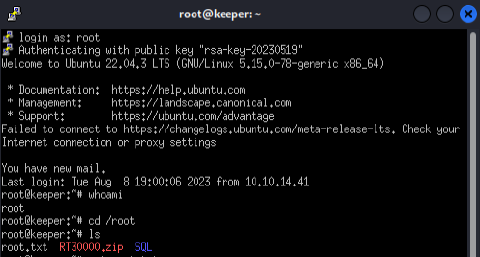 root@keeper: ~
login as: root
Authenticating with public key "rsa-key-20230519"
Welcome to Ubuntu 22.04.3 LTS (GNU/Linux 5.15.0-78-generic x86_64)
* Documentation: https://help.ubuntu.com
* Management: https://landscape.canonical.com
* Support: https://ubuntu.com/advantage
Failed to connect to https://changelogs.ubuntu.com/meta-release-lts. Check your
Internet connection or proxy settings
You have new mail.
Last login: Tue Aug 8 19:00:06 2023 from 10.10.14.41
root@keeper:~# whoami
root
root@keeper:~# cd /root
root@keeper:~# ls
root.txt RT30000.zip SQL